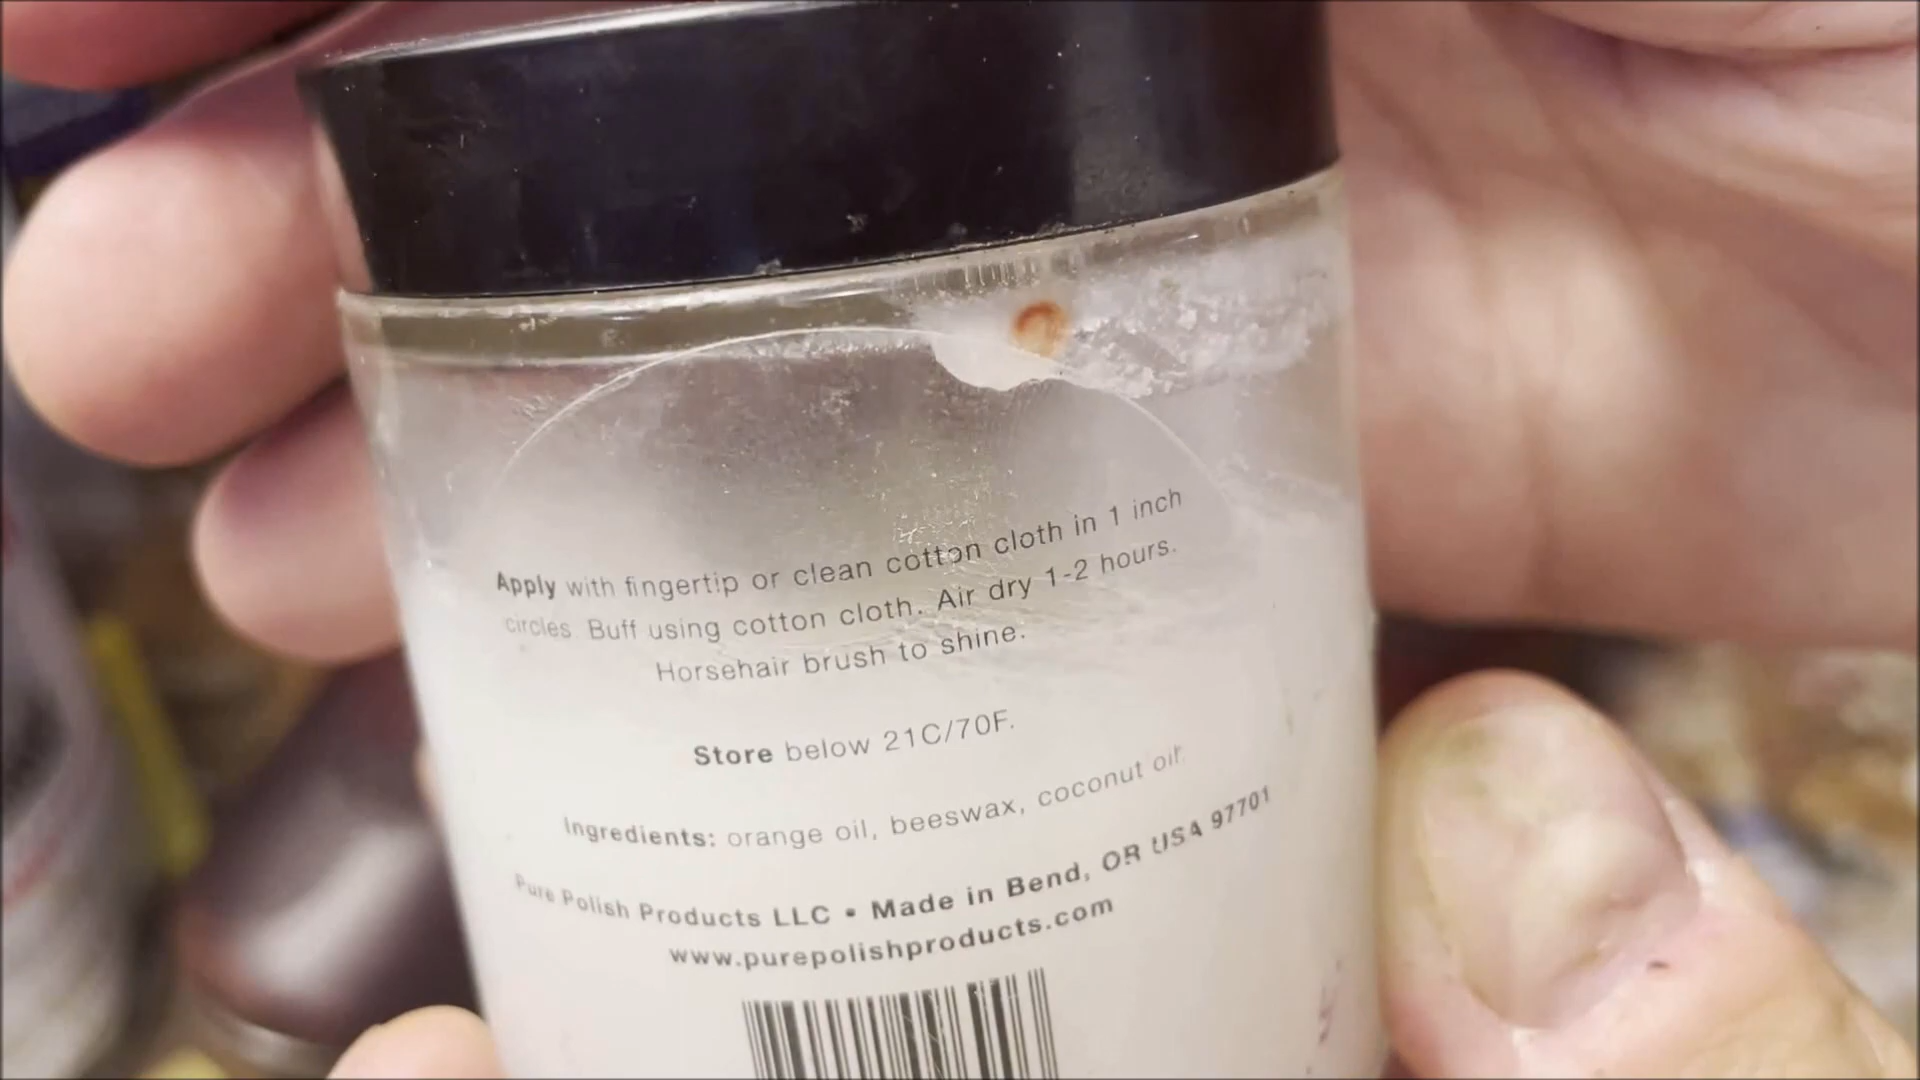 Apply with fingertip or clean cotton cloth in 1 inch
circles. Buff using cotton cloth. Air dry 1-2 hours.
Horsehair brush to shine.
Store below 21C/70F.
Ingredients: orange oil, beeswax, coconut oil.
Pure Polish Products LLC • Made in Bend, OR USA 97701
www.purepolishproducts.com